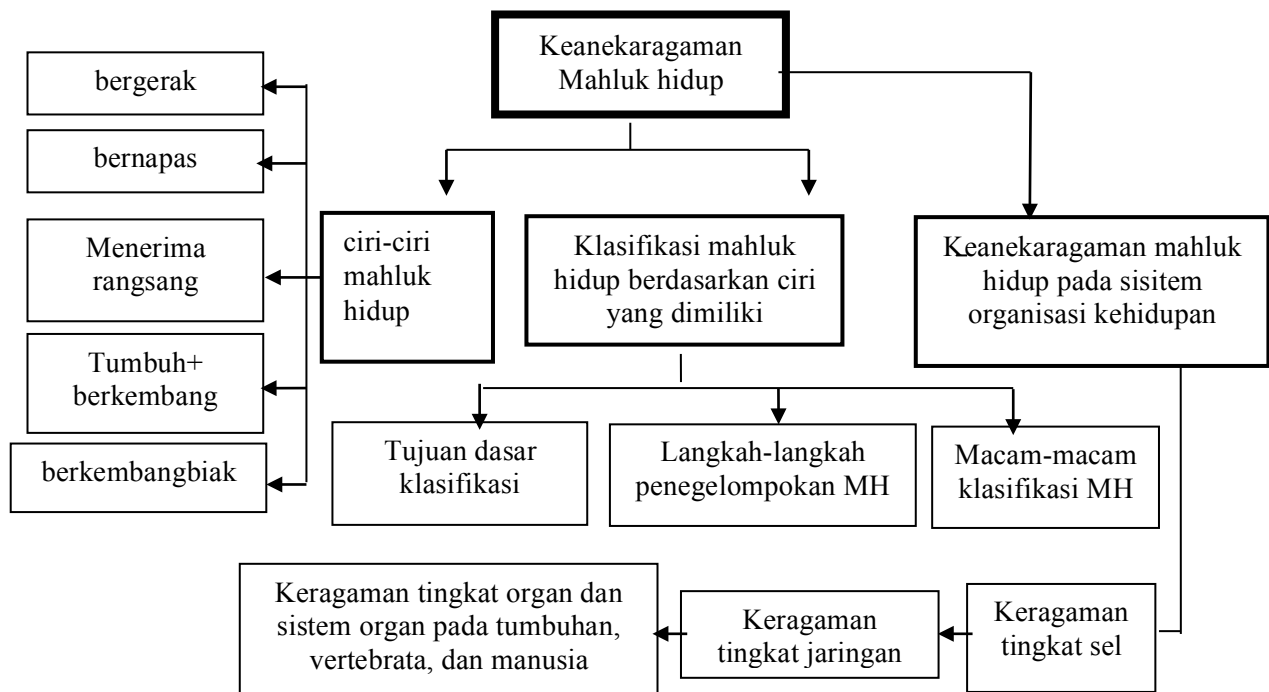 Keanekaragaman
Mahluk hidup
bergerak
bernapas
Menerima
rangsang
Tumbuh+
berkembang
berkembangbiak
ciri-ciri
mahluk
hidup
Klasifikasi mahluk
hidup berdasarkan ciri
yang dimiliki
Keanekaragaman mahluk
hidup pada sisitem
organisasi kehidupan
Tujuan dasar
klasifikasi
Langkah-langkah
penegelompokan MH
Macam-macam
klasifikasi MH
Keragaman tingkat organ dan
sistem organ pada tumbuhan,
vertebrata, dan manusia
Keragaman
tingkat jaringan
Keragaman
tingkat sel